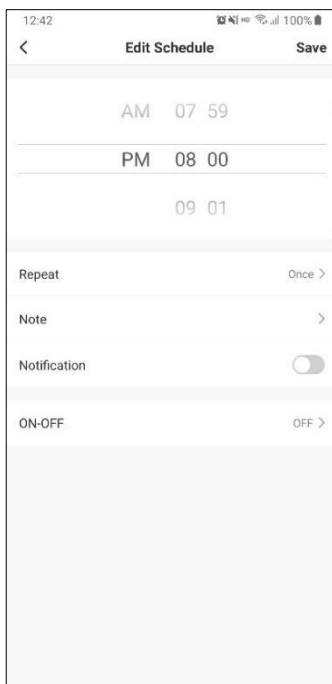 12:42 HD 100%
Edit Schedule Save
AM 07 59
PM 08 00
09 01
Repeat Once
Note
Notification
ON-OFF OFF